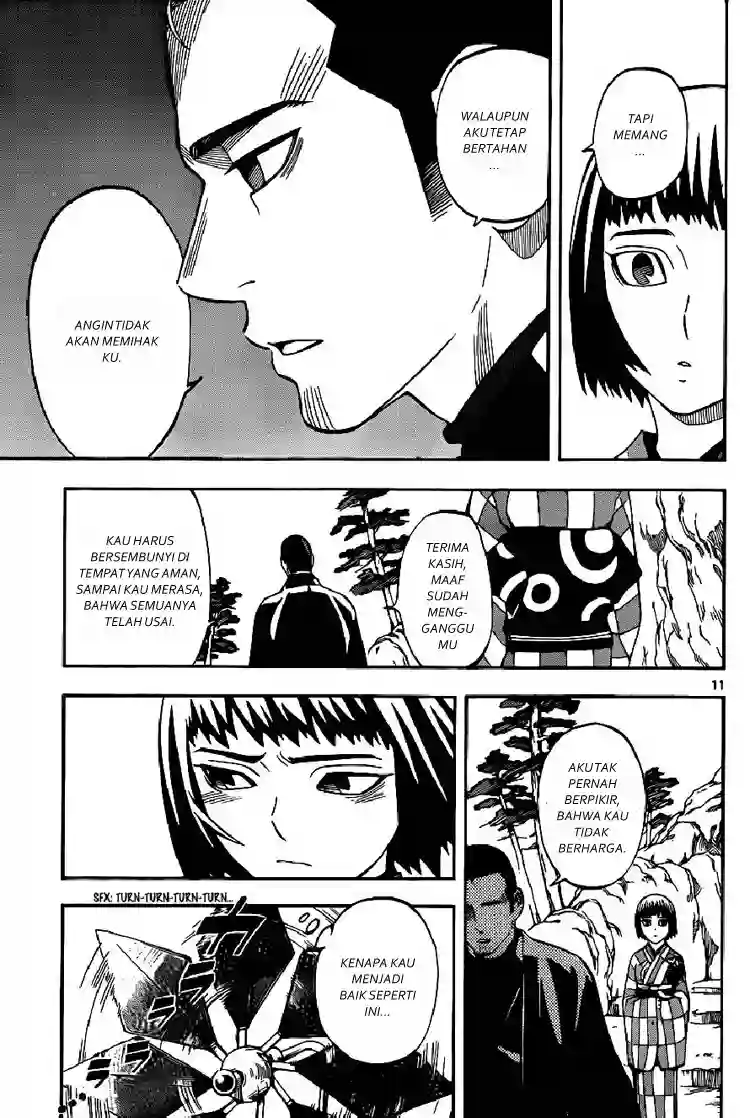 TAPI
MEMANG
...
WALAUPUN
AKU TETAP
BERTAHAN
...
ANGIN TIDAK
AKAN MEMIHAK
KU.
TERIMA
KASIH,
MAAF
SUDAH
MENG-
GANGGU
MU
KAU HARUS
BERSEMBUNYI DI
TEMPAT YANG AMAN,
SAMPAI KAU MERASA,
BAHWA SEMUANYA
TELAH USAI.
11
AKU TAK
PERNAH
BERPIKIR,
BAHWA KAU
TIDAK
BERHARGA.
SFX: TURN-TURN-TURN-TURN...
KENAPA KAU
MENJADI
BAIK SEPERTI
INI...